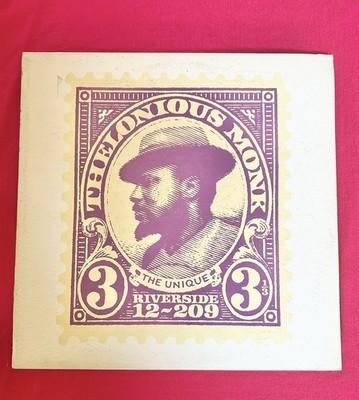 THELONIOUS MONK
THE UNIQUE
3 3
RIVERSIDE
12~209